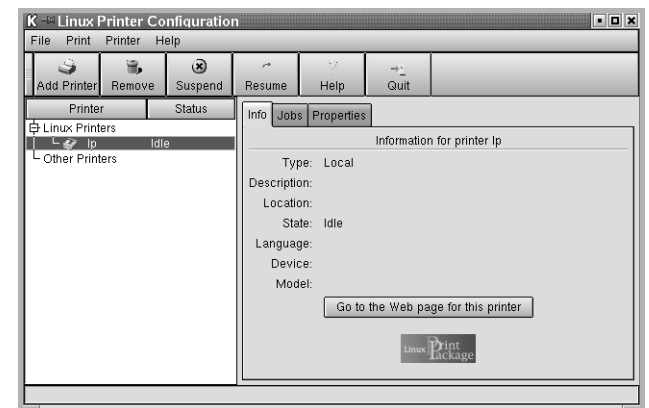 Linux Printer Configuration
File Print Printer Help
Add Printer Remove Suspend Resume Help Quit
Printer Status
Info Jobs Properties
Linux Printers
lp Idle
Other Printers
Information for printer lp
Type: Local
Description:
Location:
State: Idle
Language:
Device:
Model:
Go to the Web page for this printer
Linux Print Package